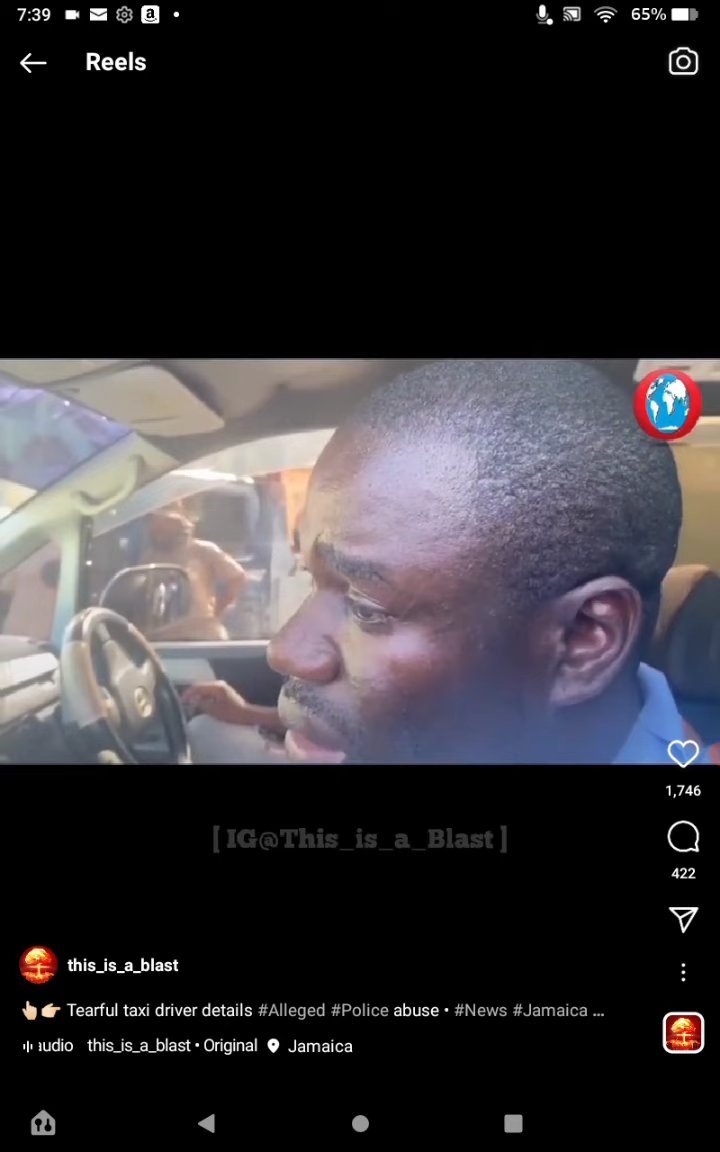 7:39 65%
Reels
1,746
[ IG@This_is_a_Blast ]
422
this_is_a_blast
👆🏻👉🏻 Tearful taxi driver details #Alleged #Police abuse • #News #Jamaica ...
audio this_is_a_blast • Original Jamaica